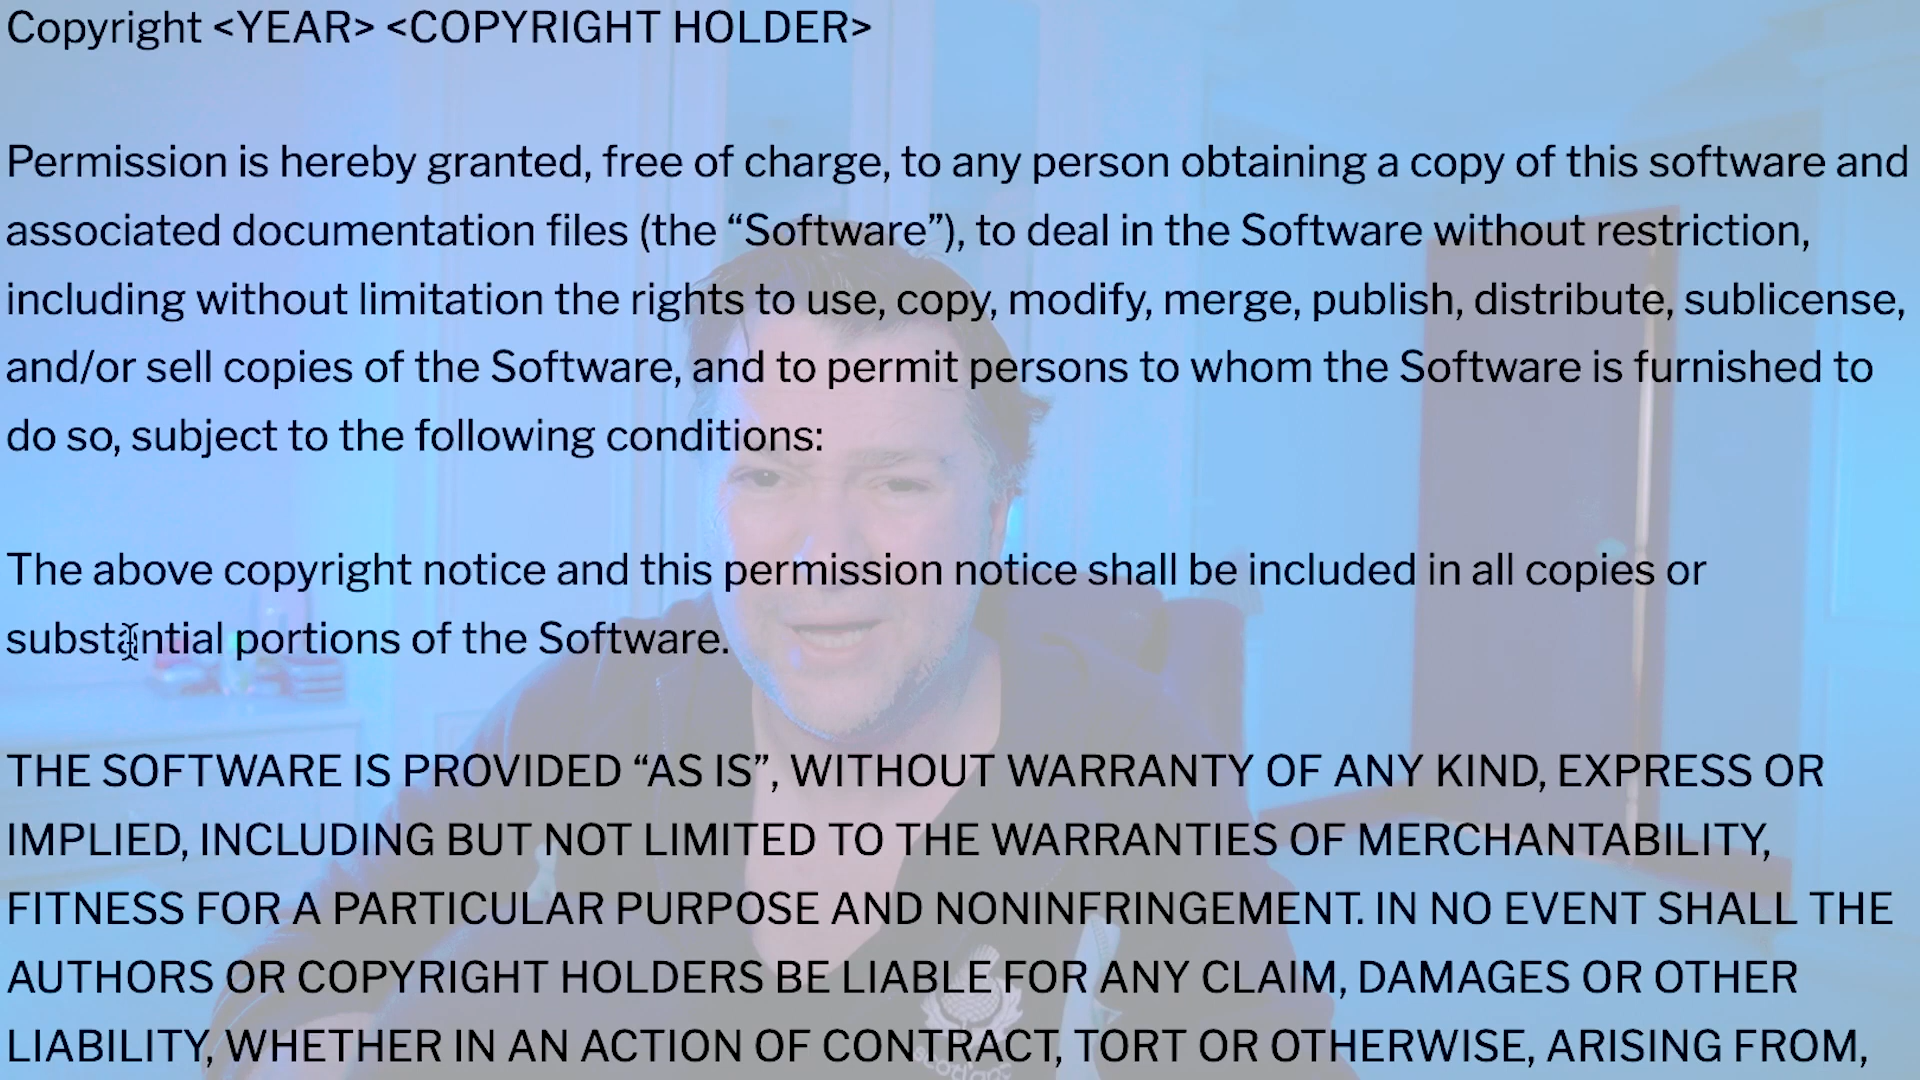 Copyright <YEAR> <COPYRIGHT HOLDER>
Permission is hereby granted, free of charge, to any person obtaining a copy of this software and
associated documentation files (the “Software”), to deal in the Software without restriction,
including without limitation the rights to use, copy, modify, merge, publish, distribute, sublicense,
and/or sell copies of the Software, and to permit persons to whom the Software is furnished to
do so, subject to the following conditions:
The above copyright notice and this permission notice shall be included in all copies or
substantial portions of the Software.
THE SOFTWARE IS PROVIDED “AS IS”, WITHOUT WARRANTY OF ANY KIND, EXPRESS OR
IMPLIED, INCLUDING BUT NOT LIMITED TO THE WARRANTIES OF MERCHANTABILITY,
FITNESS FOR A PARTICULAR PURPOSE AND NONINFRINGEMENT. IN NO EVENT SHALL THE
AUTHORS OR COPYRIGHT HOLDERS BE LIABLE FOR ANY CLAIM, DAMAGES OR OTHER
LIABILITY, WHETHER IN AN ACTION OF CONTRACT, TORT OR OTHERWISE, ARISING FROM,